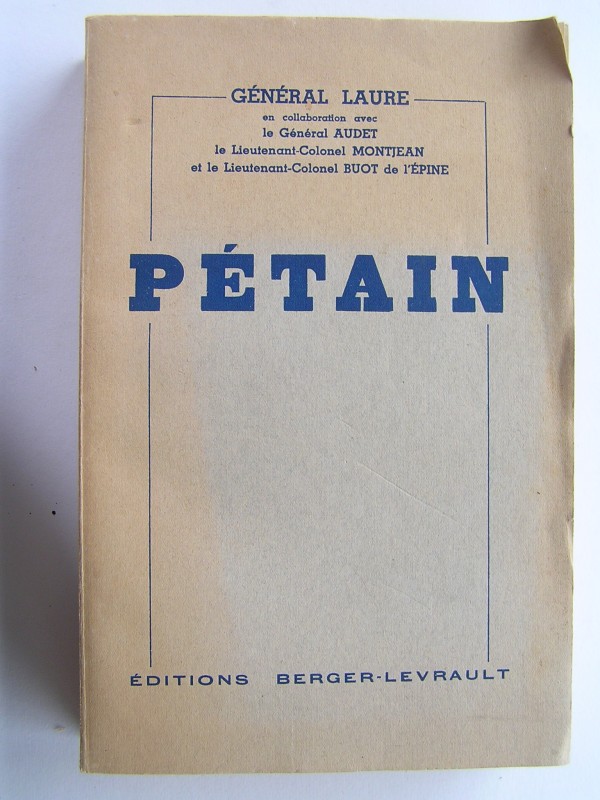 GÉNÉRAL LAURE
en collaboration avec
le Général AUDET
le Lieutenant-Colonel MONTJEAN
et le Lieutenant-Colonel BUOT de l'ÉPINE
PÉTAIN
ÉDITIONS BERGER-LEVRAULT